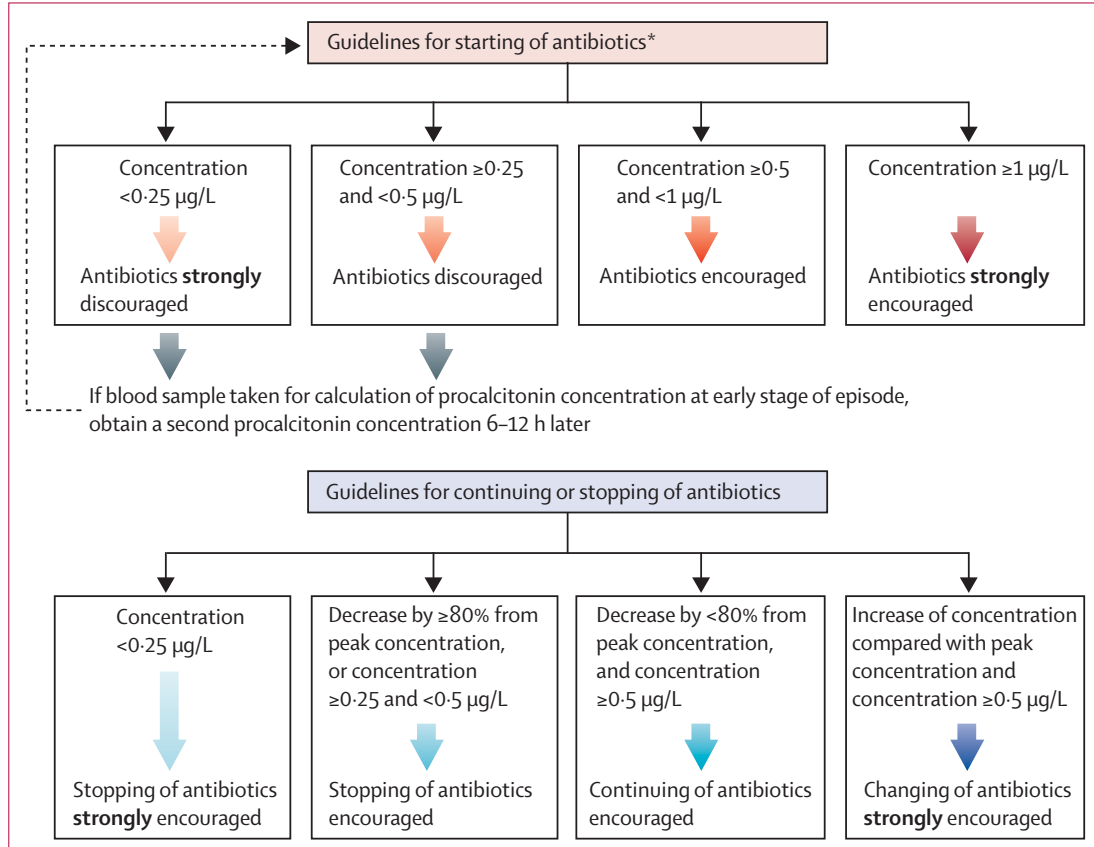 Guidelines for starting of antibiotics*
Concentration
<0·25 µg/L
Antibiotics strongly
discouraged
Concentration ≥0·25
and <0·5 µg/L
Antibiotics discouraged
Concentration ≥0·5
and <1 µg/L
Antibiotics encouraged
Concentration ≥1 µg/L
Antibiotics strongly
encouraged
If blood sample taken for calculation of procalcitonin concentration at early stage of episode,
obtain a second procalcitonin concentration 6–12 h later
Guidelines for continuing or stopping of antibiotics
Concentration
<0·25 µg/L
Stopping of antibiotics
strongly encouraged
Decrease by ≥80% from
peak concentration,
or concentration
≥0·25 and <0·5 µg/L
Stopping of antibiotics
encouraged
Decrease by <80% from
peak concentration,
and concentration
≥0·5 µg/L
Continuing of antibiotics
encouraged
Increase of concentration
compared with peak
concentration and
concentration ≥0·5 µg/L
Changing of antibiotics
strongly encouraged